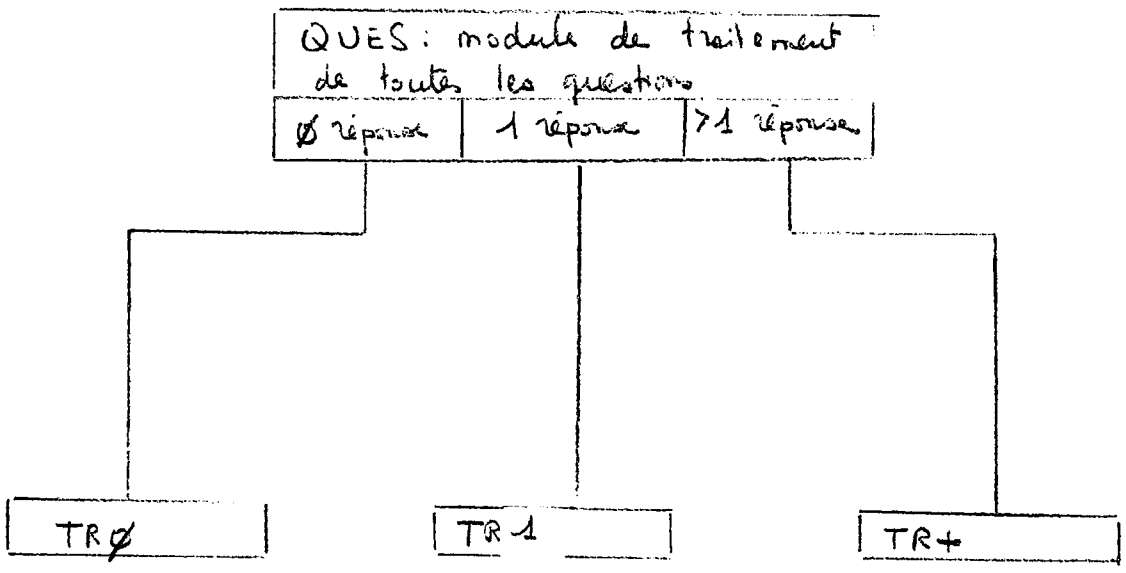 QUES: module de traitement
de toutes les questions
Ø réponse 1 réponse >1 réponse
TRØ TR1 TR+